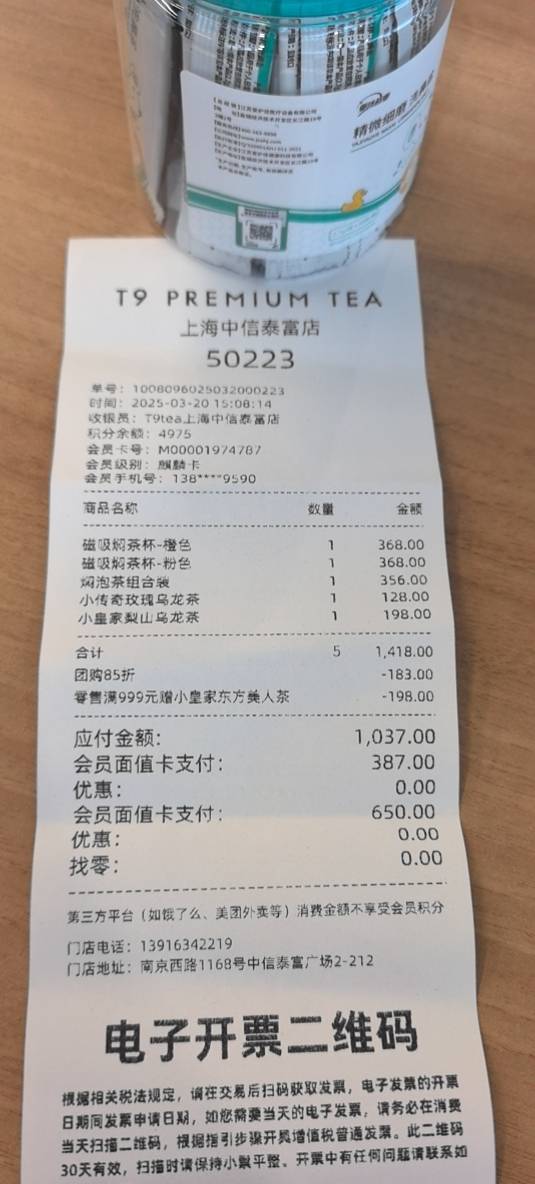 精微细磨
T9 PREMIUM TEA
上海中信泰富店
50223
单号：1008096025032000223
时间：2025-03-20 15:08:14
收银员：T9tea上海中信泰富店
积分余额：4975
会员卡号：M00001974787
会员级别：麒麟卡
会员手机号：138****9590
商品名称 数量 金额
磁吸焖茶杯-橙色 1 368.00
磁吸焖茶杯-粉色 1 368.00
焖泡茶组合装 1 356.00
小传奇玫瑰乌龙茶 1 128.00
小皇家梨山乌龙茶 1 198.00
合计 5 1,418.00
团购85折 -183.00
零售满999元赠小皇家东方美人茶 -198.00
应付金额： 1,037.00
会员面值卡支付： 387.00
优惠： 0.00
会员面值卡支付： 650.00
优惠： 0.00
找零： 0.00
第三方平台（如饿了么、美团外卖等）消费金额不享受会员积分
门店电话：13916342219
门店地址：南京西路1168号中信泰富广场2-212
电子开票二维码
根据相关税法规定，请在交易后扫码获取发票，电子发票的开票
日期同发票申请日期，如您需要当天的电子发票，请务必在消费
当天扫描二维码，根据指引步骤开具增值税普通发票。此二维码
30天有效，扫描时请保持小票平整、开票中有任何问题请联系如